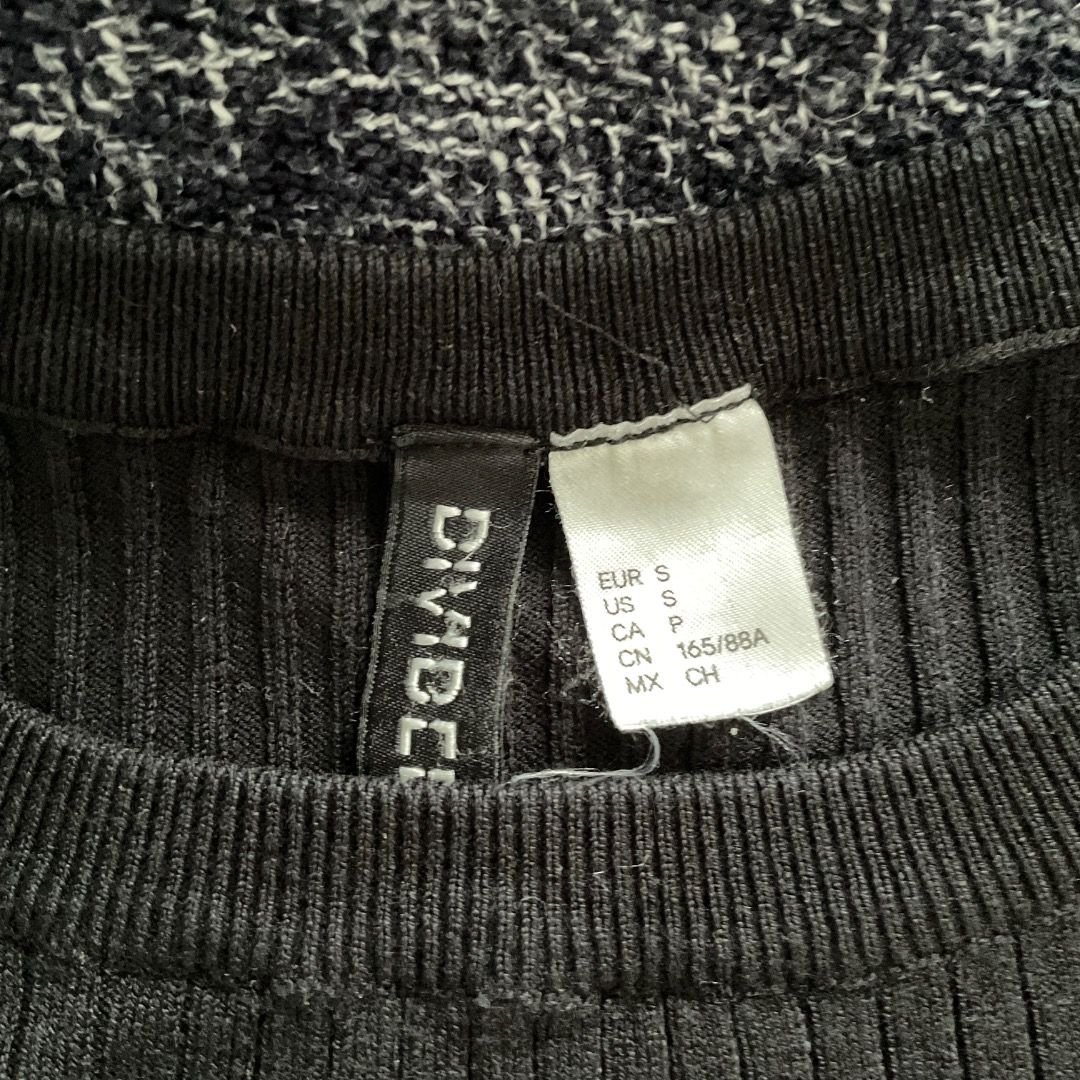 DIVIDED
EUR S
US S
CA P
CN 165/88A
MX CH